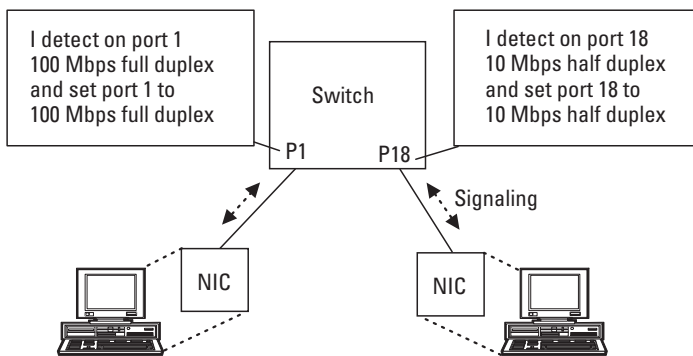 I detect on port 1
100 Mbps full duplex
and set port 1 to
100 Mbps full duplex
Switch
P1
P18
I detect on port 18
10 Mbps half duplex
and set port 18 to
10 Mbps half duplex
Signaling
NIC
NIC